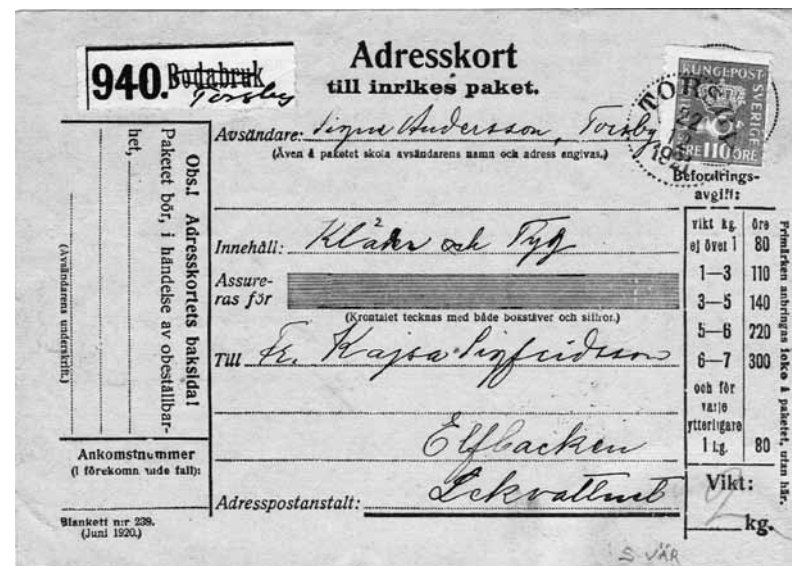 Adresskort
till inrikes paket.
940. Bodabruk
Torsby
KUNGL POST
SVERIGE
110 ÖRE
TORSBY
Avsändare: Signe Andersson, Torsby
(Även å paketet skola avsändarens namn och adress angivas.)
Befordrings-
avgift:
Obs.! Adresskortets baksida!
Paketet bör, i händelse av obeställbar-
het,
(Avsändarens underskrift.)
Innehåll: Kläder och Tyg
2
Assure-
ras för
(Krontalet tecknas med både bokstäver och siffror.)
Till Fr. Kajsa Sigfridsson
Elfbacken
Adresspostanstalt: Lekvattnet
vikt kg. öre
ej över 1 80
1—3 110
3—5 140
5—6 220
6—7 300
och för
varje
ytterligare
1 kg. 80
Vikt:
2
kg.
Frimärken anbringas icke å paketet, utan här.
Ankomstnummer
(i förekommande fall):
Blankett n:r 239.
(Juni 1920.)
S VÄR